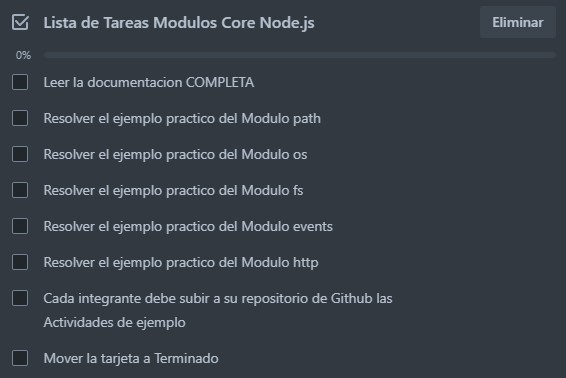 Lista de Tareas Modulos Core Node.js
Eliminar
0%
Leer la documentacion COMPLETA
Resolver el ejemplo practico del Modulo path
Resolver el ejemplo practico del Modulo os
Resolver el ejemplo practico del Modulo fs
Resolver el ejemplo practico del Modulo events
Resolver el ejemplo practico del Modulo http
Cada integrante debe subir a su repositorio de Github las
Actividades de ejemplo
Mover la tarjeta a Terminado